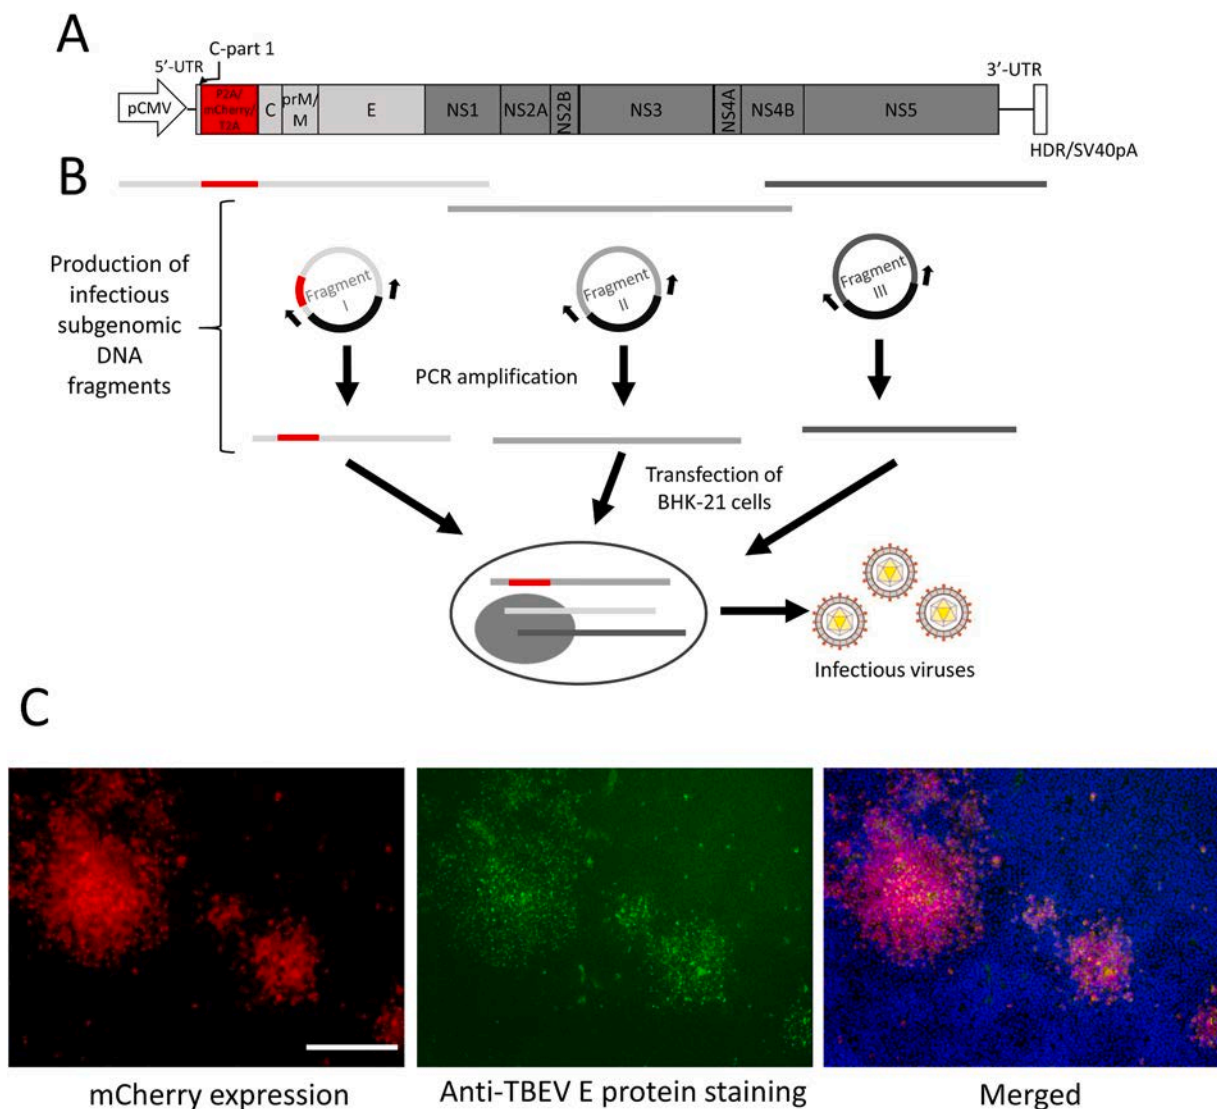 A
C-part 1
5'-UTR
3'-UTR
pCMV
P2A/
mCherry/
T2A
C
prM/
M
E
NS1
NS2A
NS2B
NS3
NS4A
NS4B
NS5
HDR/SV40pA
B
Production of
infectious
subgenomic
DNA
fragments
Fragment
I
Fragment
II
Fragment
III
PCR amplification
Transfection of
BHK-21 cells
Infectious viruses
C
mCherry expression
Anti-TBEV E protein staining
Merged